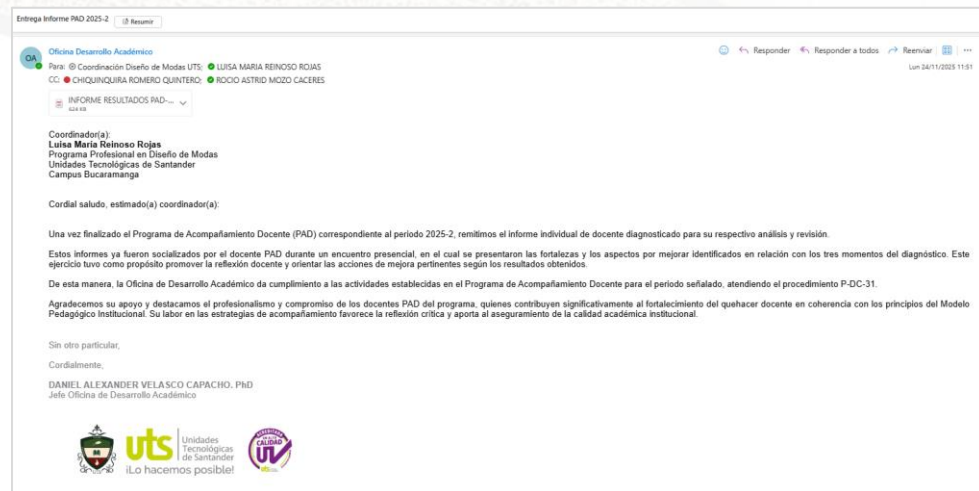 Entrega Informe PAD 2025-2
Resumir
OA
Oficina Desarrollo Académico
Responder
Responder a todos
Reenviar
Para: Coordinación Diseño de Modas UTS; LUISA MARIA REINOSO ROJAS
CC: CHIQUINQUIRA ROMERO QUINTERO; ROCIO ASTRID MOZO CACERES
Lun 24/11/2025 11:51
INFORME RESULTADOS PAD-...
624 KB
Coordinador(a):
Luisa María Reinoso Rojas
Programa Profesional en Diseño de Modas
Unidades Tecnológicas de Santander
Campus Bucaramanga
Cordial saludo, estimado(a) coordinador(a):
Una vez finalizado el Programa de Acompañamiento Docente (PAD) correspondiente al periodo 2025-2, remitimos el informe individual de docente diagnosticado para su respectivo análisis y revisión.
Estos informes ya fueron socializados por el docente PAD durante un encuentro presencial, en el cual se presentaron las fortalezas y los aspectos por mejorar identificados en relación con los tres momentos del diagnóstico. Este
ejercicio tuvo como propósito promover la reflexión docente y orientar las acciones de mejora pertinentes según los resultados obtenidos.
De esta manera, la Oficina de Desarrollo Académico da cumplimiento a las actividades establecidas en el Programa de Acompañamiento Docente para el periodo señalado, atendiendo el procedimiento P-DC-31.
Agradecemos su apoyo y destacamos el profesionalismo y compromiso de los docentes PAD del programa, quienes contribuyen significativamente al fortalecimiento del quehacer docente en coherencia con los principios del Modelo
Pedagógico Institucional. Su labor en las estrategias de acompañamiento favorece la reflexión crítica y aporta al aseguramiento de la calidad académica institucional.
Sin otro particular,
Cordialmente,
DANIEL ALEXANDER VELASCO CAPACHO. PhD
Jefe Oficina de Desarrollo Académico
uts
Unidades
Tecnológicas
de Santander
¡Lo hacemos posible!
CALIDAD